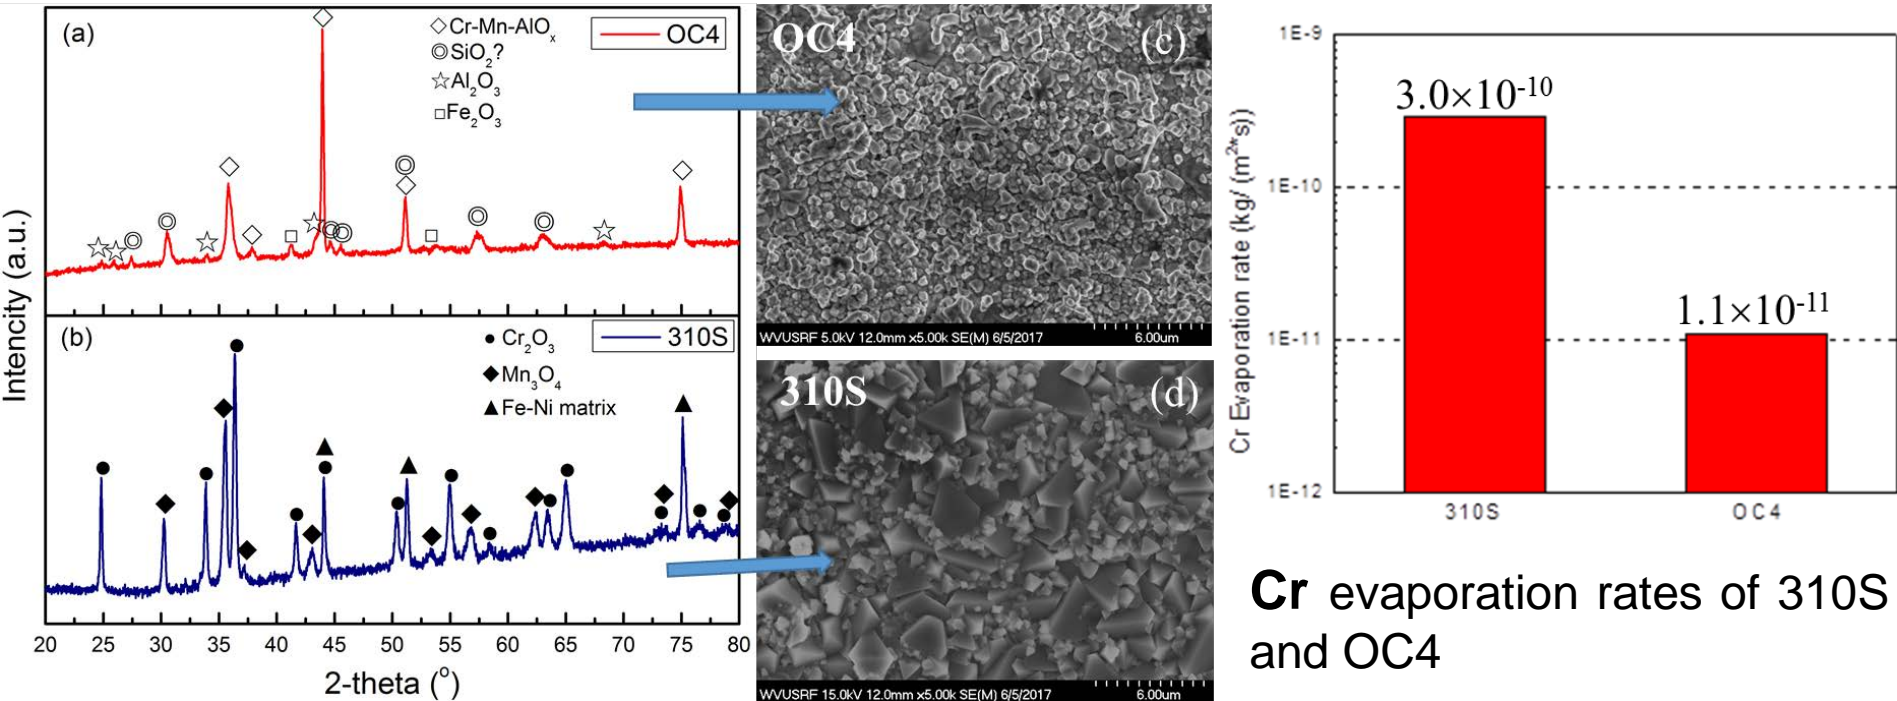 (a)
◇ Cr-Mn-AlOx
◎ SiO2?
☆ Al2O3
□ Fe2O3
OC4
(b)
● Cr2O3
◆ Mn3O4
▲ Fe-Ni matrix
310S
Intencity (a.u.)
20 25 30 35 40 45 50 55 60 65 70 75 80
2-theta (°)
OC4
(c)
WVUSRF 5.0kV 12.0mm x5.00k SE(M) 6/5/2017 6.00um
310S
(d)
WVUSRF 15.0kV 12.0mm x5.00k SE(M) 6/5/2017 6.00um
Cr Evaporation rate (kg/ (m²*s))
1E-9
1E-10
1E-11
1E-12
3.0×10⁻¹⁰
1.1×10⁻¹¹
310S
OC4
Cr evaporation rates of 310S
and OC4